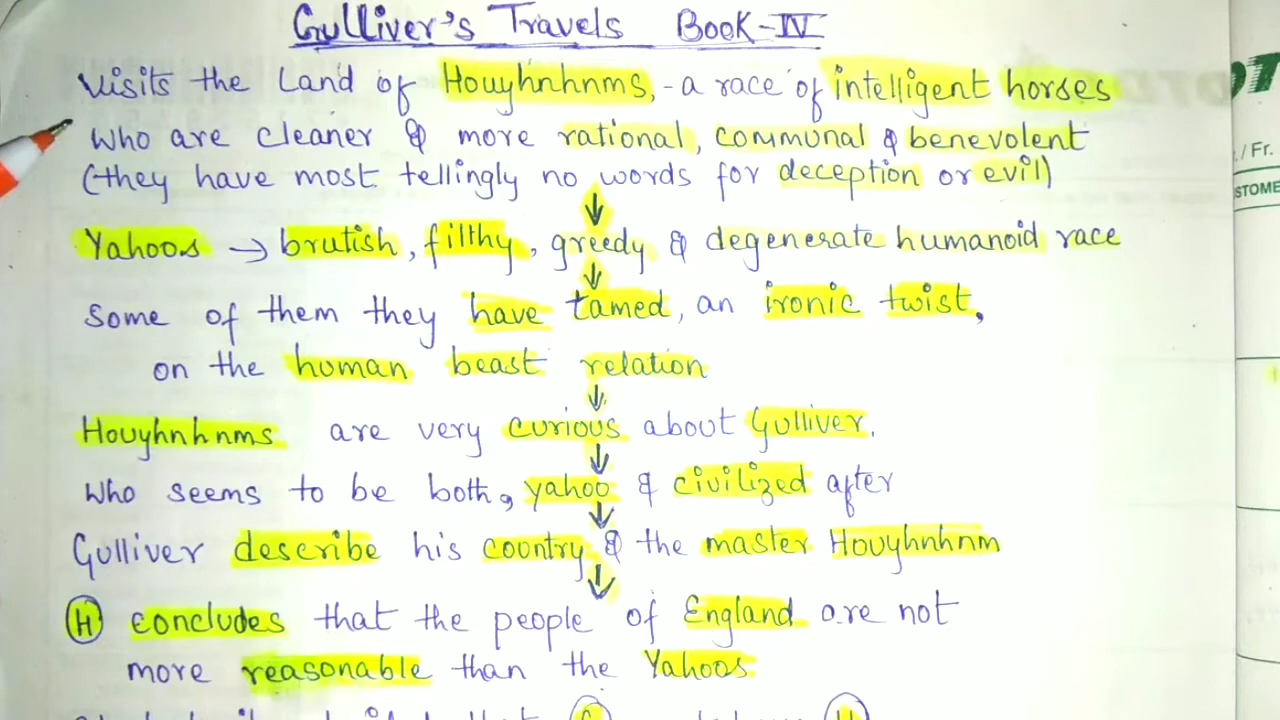 Gulliver's Travels Book-IV
Visits the Land of Houyhnhnms, - a race of intelligent horses
Who are cleaner & more rational, communal & benevolent
(they have most tellingly no words for deception or evil)
Yahoos → brutish, filthy, greedy & degenerate humanoid race
Some of them they have tamed, an ironic twist,
on the human beast relation
Houyhnhnms are very curious about Gulliver,
Who seems to be both, yahoo & civilized after
Gulliver describe his country & the master Houyhnhnm
(H) concludes that the people of England are not
more reasonable than the Yahoos
/ Fr.
STOME